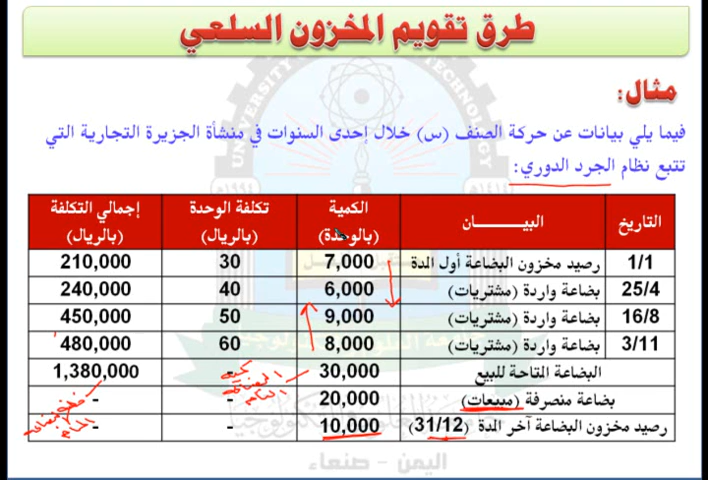 طرق تقويم المخزون السلعي
مثال:
فيما يلي بيانات عن حركة الصنف (س) خلال إحدى السنوات في منشأة الجزيرة التجارية التي
تتبع نظام الجرد الدوري:
التاريخ البيـــــــان الكمية (بالوحدة) تكلفة الوحدة (بالريال) إجمالي التكلفة (بالريال)
1/1 رصيد مخزون البضاعة أول المدة 7,000 30 210,000
25/4 بضاعة واردة (مشتريات) 6,000 40 240,000
16/8 بضاعة واردة (مشتريات) 9,000 50 450,000
3/11 بضاعة واردة (مشتريات) 8,000 60 480,000
البضاعة المتاحة للبيع 30,000 - 1,380,000
بضاعة منصرفة (مبيعات) 20,000 - -
رصيد مخزون البضاعة آخر المدة (31/12) 10,000 - -
اليمن - صنعاء